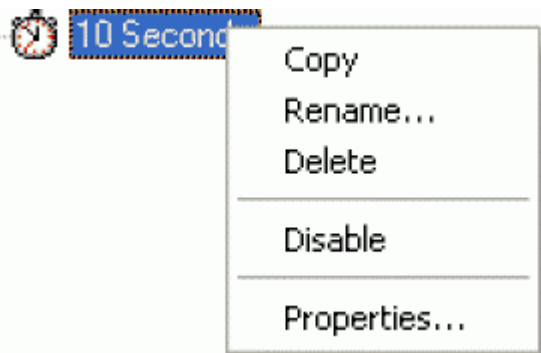 10 Second
Copy
Rename...
Delete
Disable
Properties...